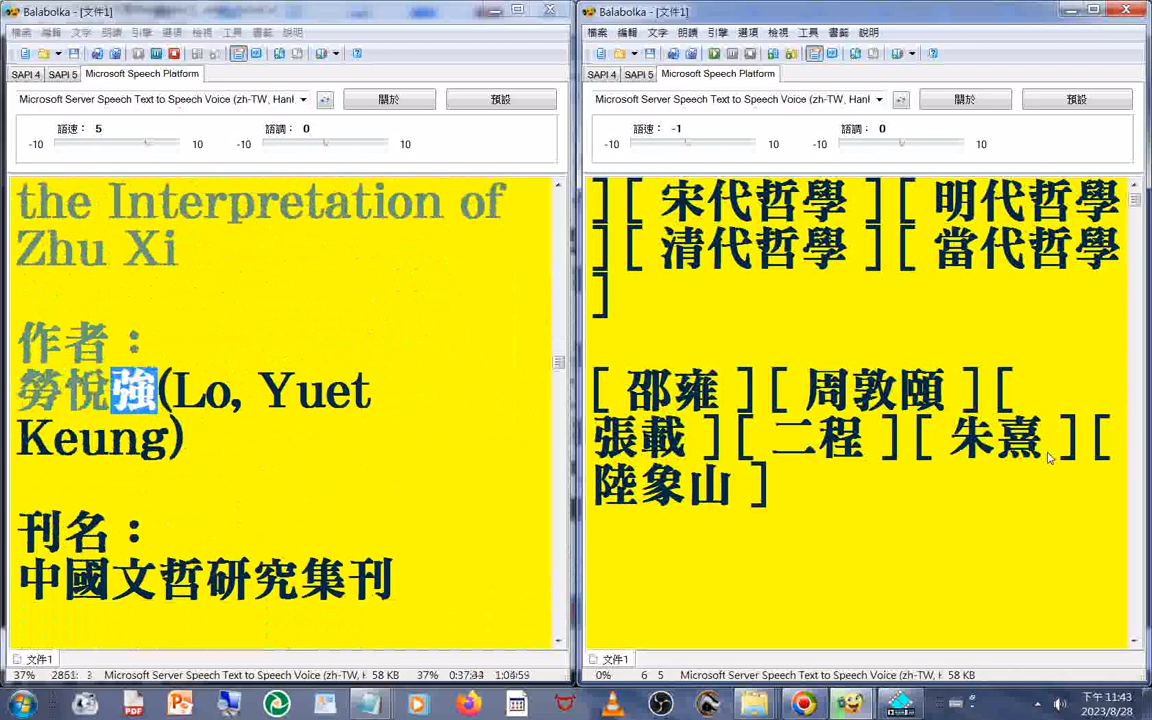 Balabolka - [文件1]
檔案 編輯 文字 朗讀 引擎 選項 檢視 工具 書籤 說明
SAPI 4 SAPI 5 Microsoft Speech Platform
Microsoft Server Speech Text to Speech Voice (zh-TW, Han
關於 預設
語速： 5 語調： 0
-10 10 -10 10
the Interpretation of
Zhu Xi
作者：
勞悅強(Lo, Yuet
Keung)
刊名：
中國文哲研究集刊
文件1
37% Microsoft Server Speech Text to Speech Voice (zh-TW, 58 KB 37% 1:04:59
Balabolka - [文件1]
檔案 編輯 文字 朗讀 引擎 選項 檢視 工具 書籤 說明
SAPI 4 SAPI 5 Microsoft Speech Platform
Microsoft Server Speech Text to Speech Voice (zh-TW, Han
關於 預設
語速： -1 語調： 0
-10 10 -10 10
][ 宋代哲學 ][ 明代哲學
][ 清代哲學 ][ 當代哲學
]
[ 邵雍 ][ 周敦頤 ][
張載 ][ 二程 ][ 朱熹 ][
陸象山 ]
文件1
0% 6 5 Microsoft Server Speech Text to Speech Voice (zh-TW, 58 KB
PDF
下午 11:43
2023/8/28